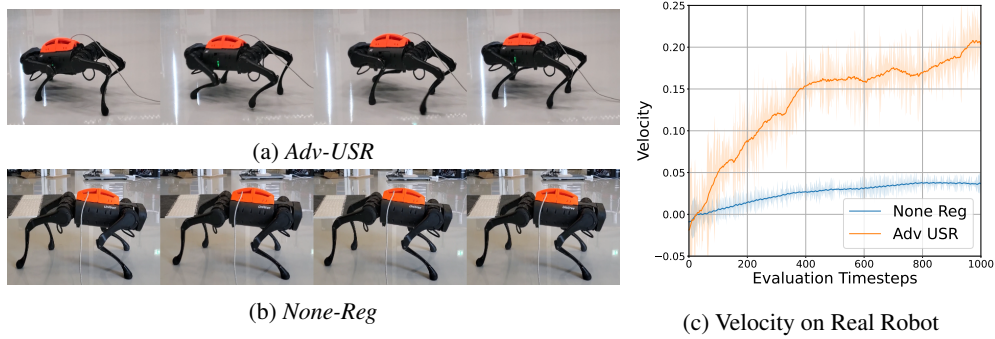 (a) Adv-USR
(b) None-Reg
0.25
0.20
0.15
0.10
0.05
0.00
−0.05
Velocity
0
200
400
600
800
1000
Evaluation Timesteps
None Reg
Adv USR
(c) Velocity on Real Robot